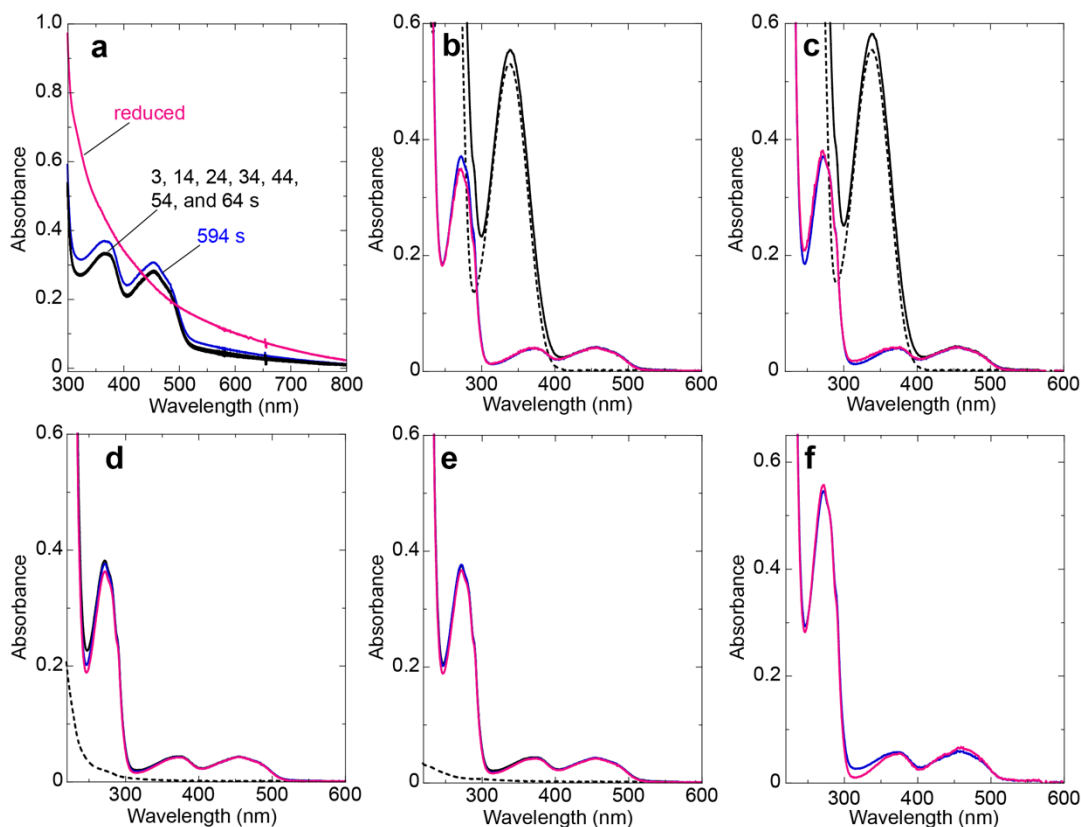 a
reduced
3, 14, 24, 34, 44,
54, and 64 s
594 s
Absorbance
1.0
0.8
0.6
0.4
0.2
0
300 400 500 600 700 800
Wavelength (nm)
b
Absorbance
0.6
0.4
0.2
0
300 400 500 600
Wavelength (nm)
c
Absorbance
0.6
0.4
0.2
0
300 400 500 600
Wavelength (nm)
d
Absorbance
0.6
0.4
0.2
0
300 400 500 600
Wavelength (nm)
e
Absorbance
0.6
0.4
0.2
0
300 400 500 600
Wavelength (nm)
f
Absorbance
0.6
0.4
0.2
0
300 400 500 600
Wavelength (nm)